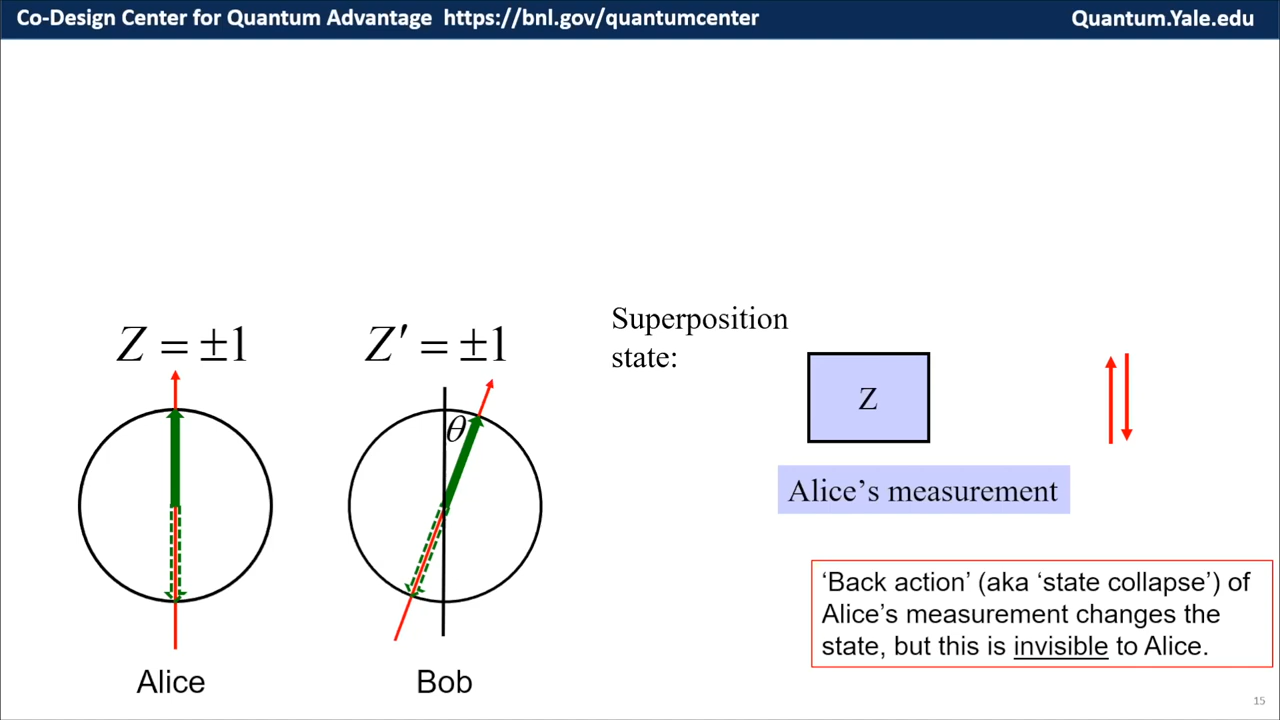 Co-Design Center for Quantum Advantage https://bnl.gov/quantumcenter
Quantum.Yale.edu
Z = ±1
Z′ = ±1
θ
Alice
Bob
Superposition
state:
Z
Alice’s measurement
‘Back action’ (aka ‘state collapse’) of
Alice’s measurement changes the
state, but this is invisible to Alice.
15